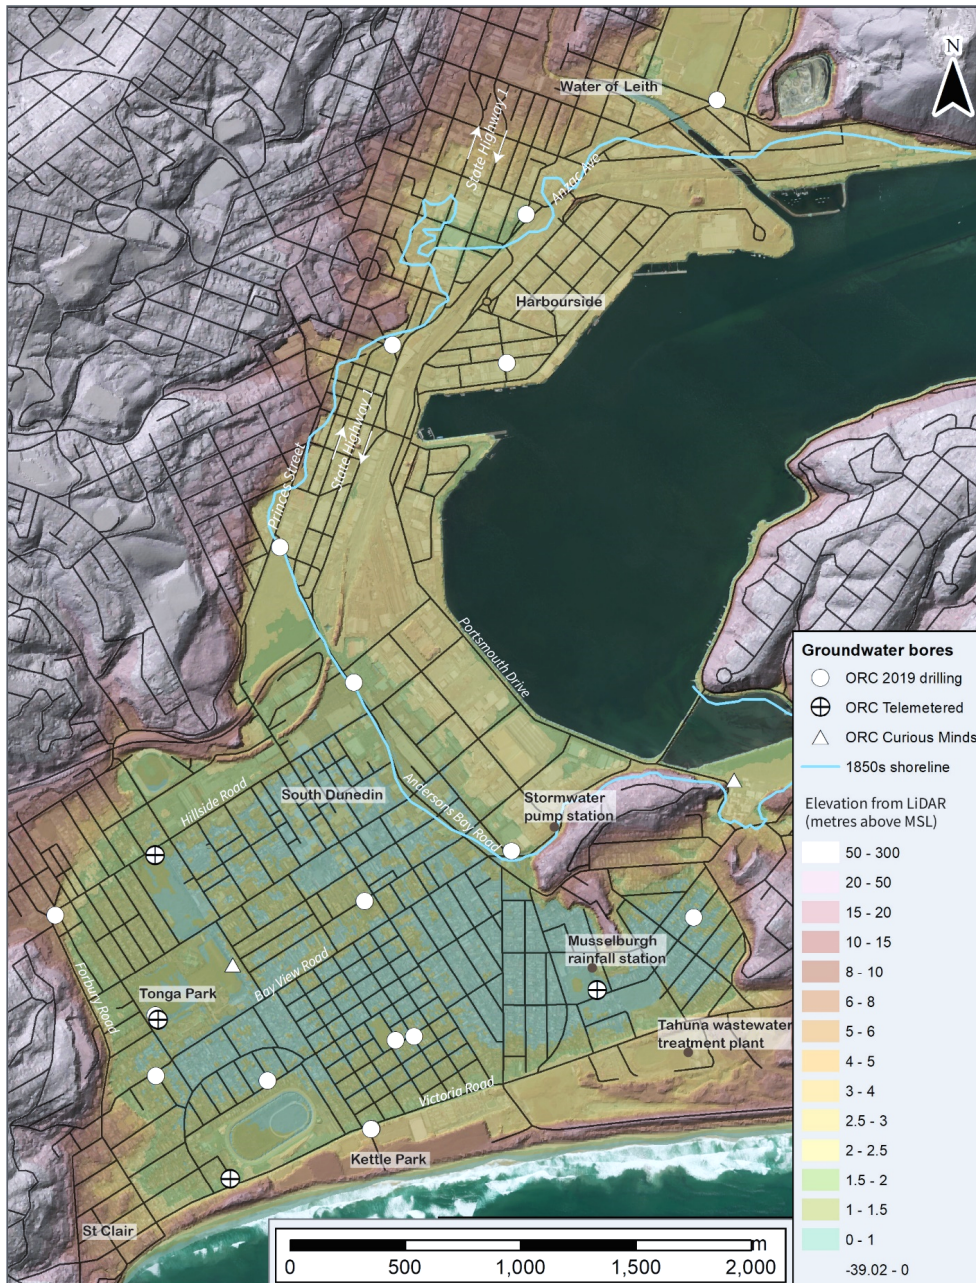 N
Water of Leith
State Highway 1
Anzac Ave
Harbourside
State Highway 1
Princes Street
Portsmouth Drive
Hillside Road
South Dunedin
Andersons Bay Road
Stormwater
pump station
Musselburgh
rainfall station
Forbury Road
Tonga Park
Bay View Road
Tahuna wastewater
treatment plant
Victoria Road
Kettle Park
St Clair
Groundwater bores
ORC 2019 drilling
ORC Telemetered
ORC Curious Minds
1850s shoreline
Elevation from LiDAR
(metres above MSL)
50 - 300
20 - 50
15 - 20
10 - 15
8 - 10
6 - 8
5 - 6
4 - 5
3 - 4
2.5 - 3
2 - 2.5
1.5 - 2
1 - 1.5
0 - 1
-39.02 - 0
m
0 500 1,000 1,500 2,000